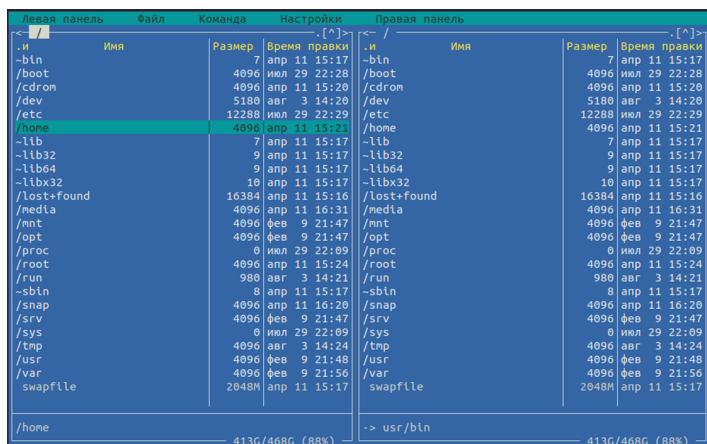 Левая панель Файл Команда Настройки Правая панель
<- / .[^]> <- / .[^]>
.и Имя Размер Время правки .и Имя Размер Время правки
~bin 7 апр 11 15:17 ~bin 7 апр 11 15:17
/boot 4096 июл 29 22:28 /boot 4096 июл 29 22:28
/cdrom 4096 апр 11 15:20 /cdrom 4096 апр 11 15:20
/dev 5180 авг 3 14:20 /dev 5180 авг 3 14:20
/etc 12288 июл 29 22:29 /etc 12288 июл 29 22:29
/home 4096 апр 11 15:21 /home 4096 апр 11 15:21
~lib 7 апр 11 15:17 ~lib 7 апр 11 15:17
~lib32 9 апр 11 15:17 ~lib32 9 апр 11 15:17
~lib64 9 апр 11 15:17 ~lib64 9 апр 11 15:17
~libx32 10 апр 11 15:17 ~libx32 10 апр 11 15:17
/lost+found 16384 апр 11 15:16 /lost+found 16384 апр 11 15:16
/media 4096 апр 11 16:31 /media 4096 апр 11 16:31
/mnt 4096 фев 9 21:47 /mnt 4096 фев 9 21:47
/opt 4096 фев 9 21:47 /opt 4096 фев 9 21:47
/proc 0 июл 29 22:09 /proc 0 июл 29 22:09
/root 4096 апр 11 15:24 /root 4096 апр 11 15:24
/run 980 авг 3 14:21 /run 980 авг 3 14:21
~sbin 8 апр 11 15:17 ~sbin 8 апр 11 15:17
/snap 4096 апр 11 16:20 /snap 4096 апр 11 16:20
/srv 4096 фев 9 21:47 /srv 4096 фев 9 21:47
/sys 0 июл 29 22:09 /sys 0 июл 29 22:09
/tmp 4096 авг 3 14:24 /tmp 4096 авг 3 14:24
/usr 4096 фев 9 21:48 /usr 4096 фев 9 21:48
/var 4096 фев 9 21:56 /var 4096 фев 9 21:56
swapfile 2048M апр 11 15:17 swapfile 2048M апр 11 15:17
/home -> usr/bin
413G/468G (88%) 413G/468G (88%)